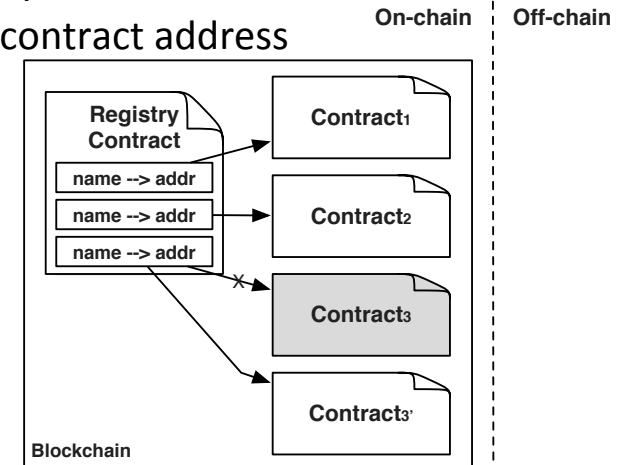 contract address
On-chain
Off-chain
Registry
Contract
name --> addr
name --> addr
name --> addr
Contract₁
Contract₂
X
Contract₃
Contract₃'
Blockchain